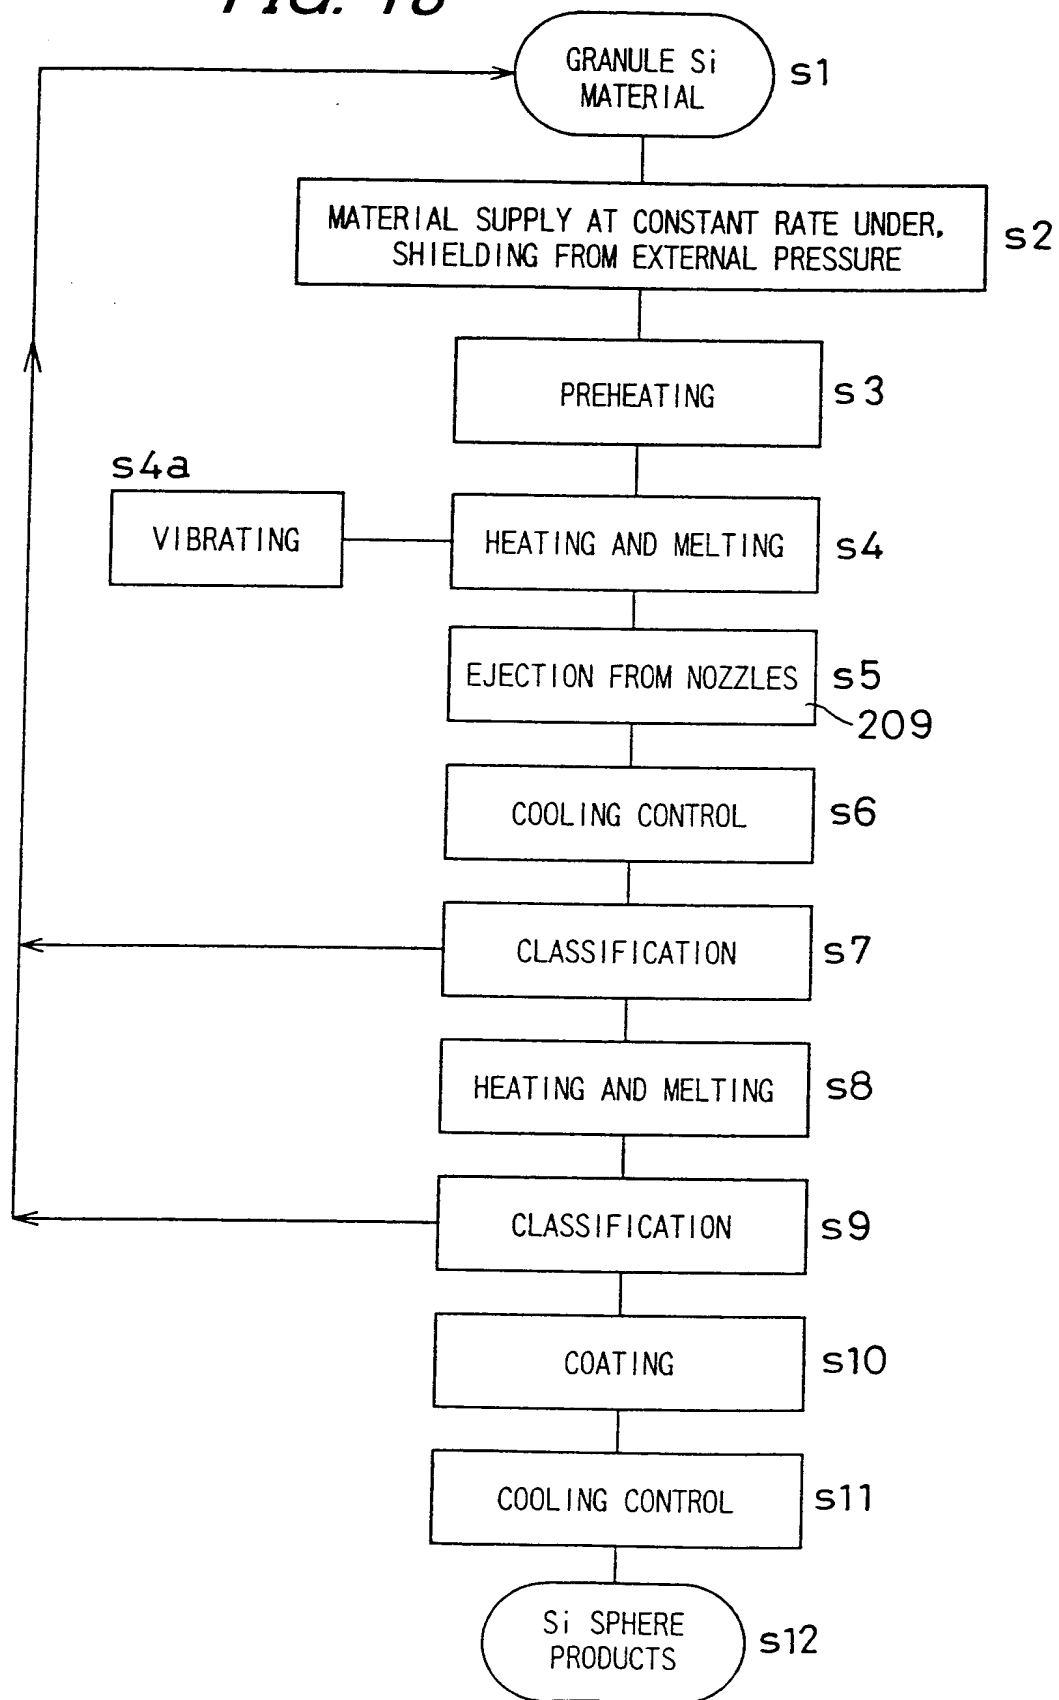 FIG. 18
GRANULE Si
MATERIAL
s1
MATERIAL SUPPLY AT CONSTANT RATE UNDER.
SHIELDING FROM EXTERNAL PRESSURE
s2
PREHEATING
s3
s4a
VIBRATING
HEATING AND MELTING
s4
EJECTION FROM NOZZLES
s5
209
COOLING CONTROL
s6
CLASSIFICATION
s7
HEATING AND MELTING
s8
CLASSIFICATION
s9
COATING
s10
COOLING CONTROL
s11
Si SPHERE
PRODUCTS
s12